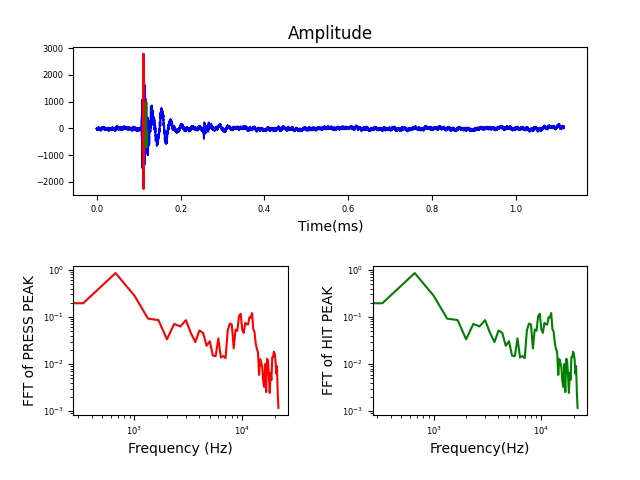 Amplitude
3000
2000
1000
0
−1000
−2000
0.0 0.2 0.4 0.6 0.8 1.0
Time(ms)
FFT of PRESS PEAK
10⁰
10⁻¹
10⁻²
10⁻³
10³ 10⁴
Frequency (Hz)
FFT of HIT PEAK
10⁰
10⁻¹
10⁻²
10⁻³
10³ 10⁴
Frequency(Hz)